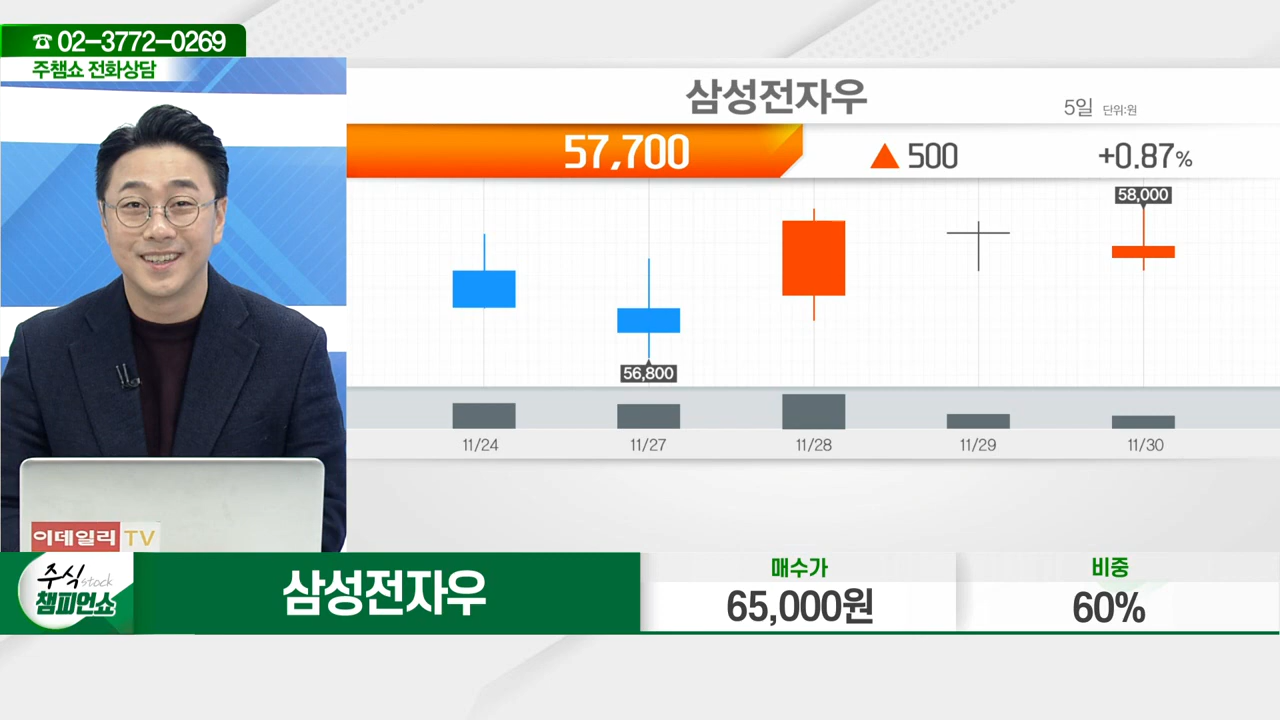 ☎ 02-3772-0269
주챔쇼 전화상담
삼성전자우
5일 단위:원
57,700 ▲ 500 +0.87%
58,000
56,800
11/24 11/27 11/28 11/29 11/30
이데일리 TV
주식 stock
챔피언쇼
삼성전자우
매수가
65,000원
비중
60%